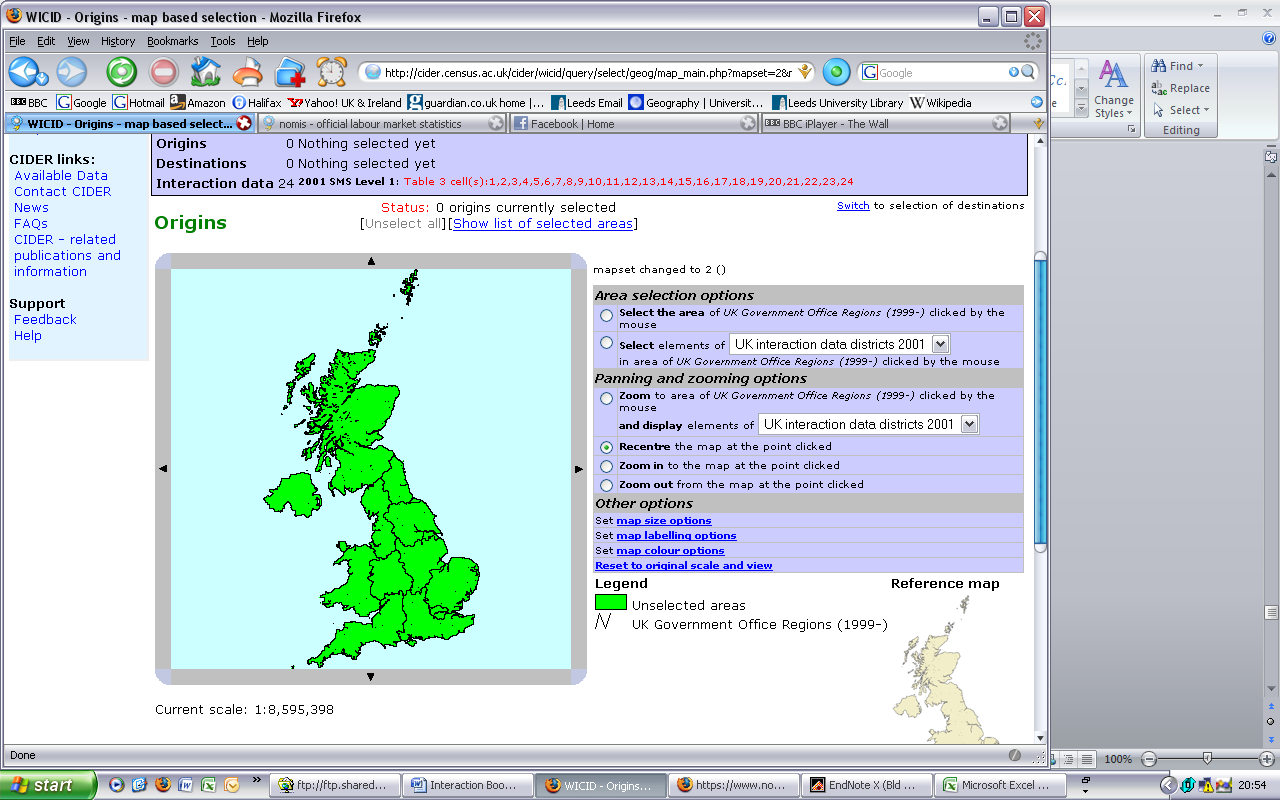 WICID - Origins - map based selection - Mozilla Firefox
File Edit View History Bookmarks Tools Help
http://cider.census.ac.uk/cider/wicid/query/select/geog/map_main.php?mapset=2&r
Google
BBC Google Hotmail Amazon Halifax Yahoo! UK & Ireland guardian.co.uk home |... Leeds Email Geography | Universit... Leeds University Library Wikipedia
WICID - Origins - map based select... nomis - official labour market statistics Facebook | Home BBC iPlayer - The Wall
Change Styles
Find
Replace
Select
Editing
CIDER links:
Available Data
Contact CIDER
News
FAQs
CIDER - related
publications and
information
Support
Feedback
Help
Origins 0 Nothing selected yet
Destinations 0 Nothing selected yet
Interaction data 24 2001 SMS Level 1: Table 3 cell(s):1,2,3,4,5,6,7,8,9,10,11,12,13,14,15,16,17,18,19,20,21,22,23,24
Status: 0 origins currently selected
Switch to selection of destinations
Origins
[Unselect all][Show list of selected areas]
mapset changed to 2 ()
Area selection options
Select the area of UK Government Office Regions (1999-) clicked by the
mouse
Select elements of UK interaction data districts 2001
in area of UK Government Office Regions (1999-) clicked by the mouse
Panning and zooming options
Zoom to area of UK Government Office Regions (1999-) clicked by the
mouse
and display elements of UK interaction data districts 2001
Recentre the map at the point clicked
Zoom in to the map at the point clicked
Zoom out from the map at the point clicked
Other options
Set map size options
Set map labelling options
Set map colour options
Reset to original scale and view
Legend
Reference map
Unselected areas
UK Government Office Regions (1999-)
Current scale: 1:8,595,398
Done
100%
start
ftp://ftp.shared... Interaction Boo... WICID - Origins... https://www.no... EndNote X (Bld ... Microsoft Excel ...
20:54